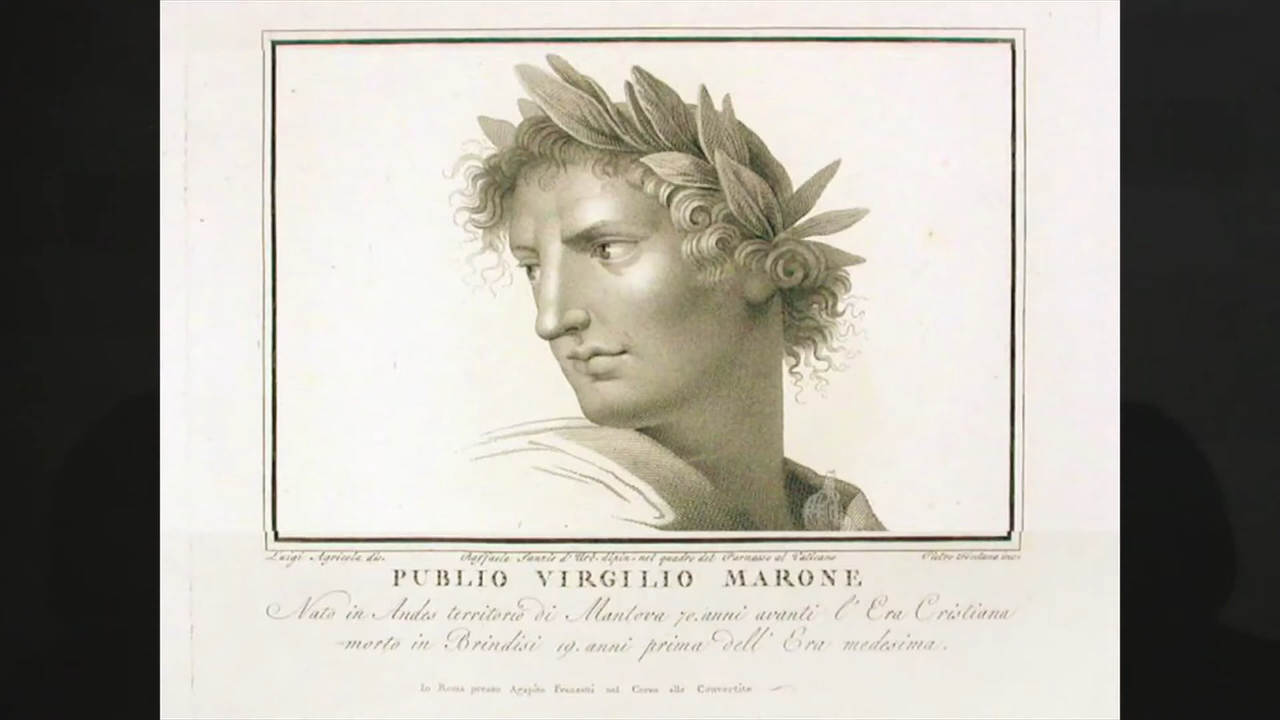 Luigi Agricola dis. Raffaele Sanzio d'Urb. dipin. nel quadro del Parnasso al Vaticano Pietro Fontana inc.
PUBLIO VIRGILIO MARONE
Nato in Andes territorio di Mantova 70. anni avanti l' Era Cristiana
morto in Brindisi 19. anni prima dell' Era medesima.
In Roma presso Agapito Franzetti nel Corso alle Convertite